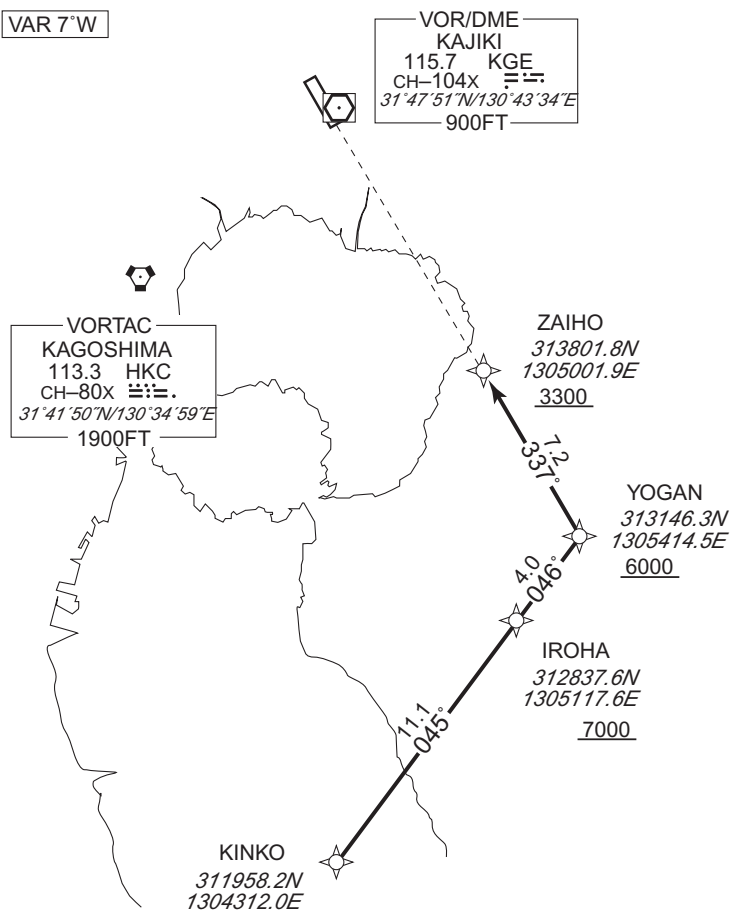 VAR 7°W
VOR/DME
KAJIKI
115.7 KGE
CH–104X
31°47´51˝N/130°43´34˝E
900FT
VORTAC
KAGOSHIMA
113.3 HKC
CH–80X
31°41´50˝N/130°34´59˝E
1900FT
ZAIHO
313801.8N
1305001.9E
3300
7.2
337°
YOGAN
313146.3N
1305414.5E
6000
4.0
046°
IROHA
312837.6N
1305117.6E
7000
11.1
045°
KINKO
311958.2N
1304312.0E